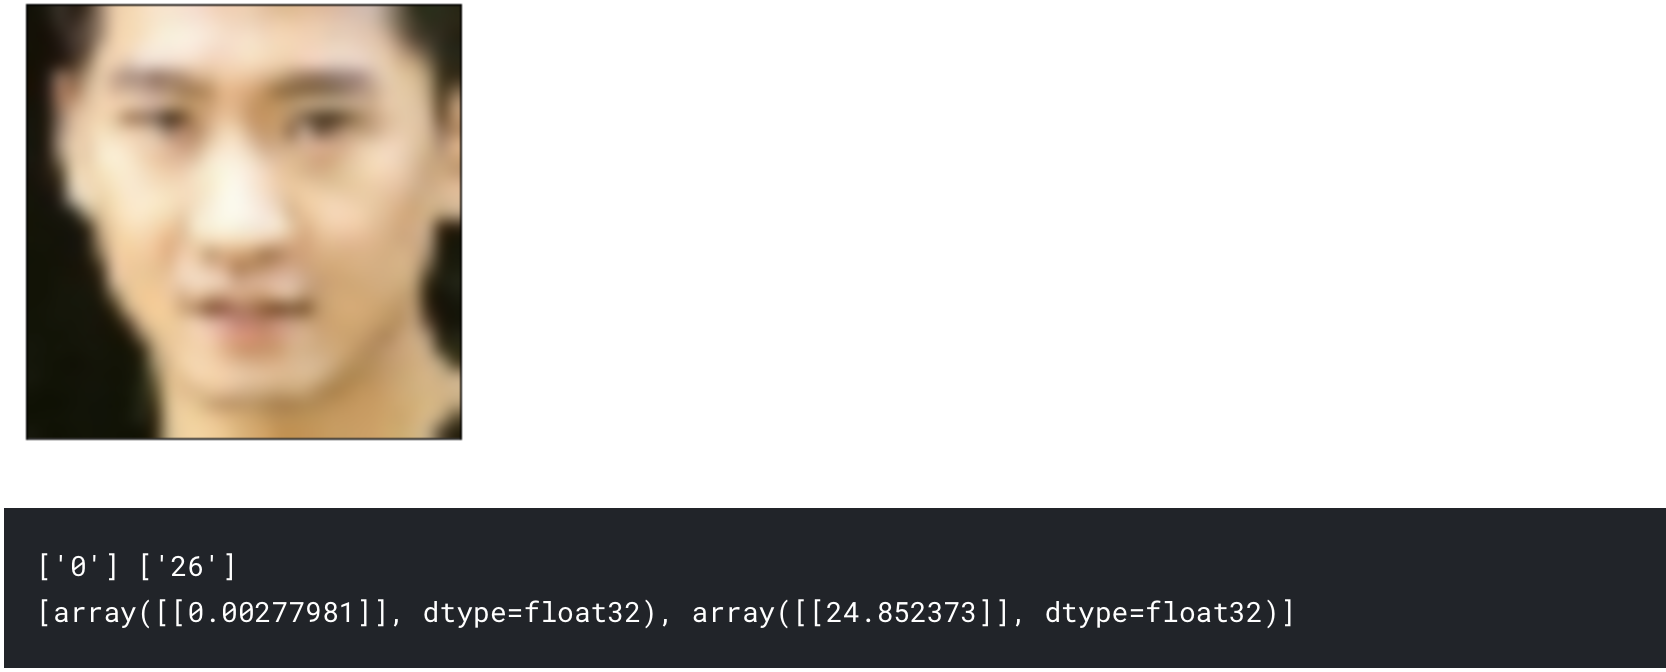 ['0'] ['26']
[array([[0.00277981]], dtype=float32), array([[24.852373]], dtype=float32)]